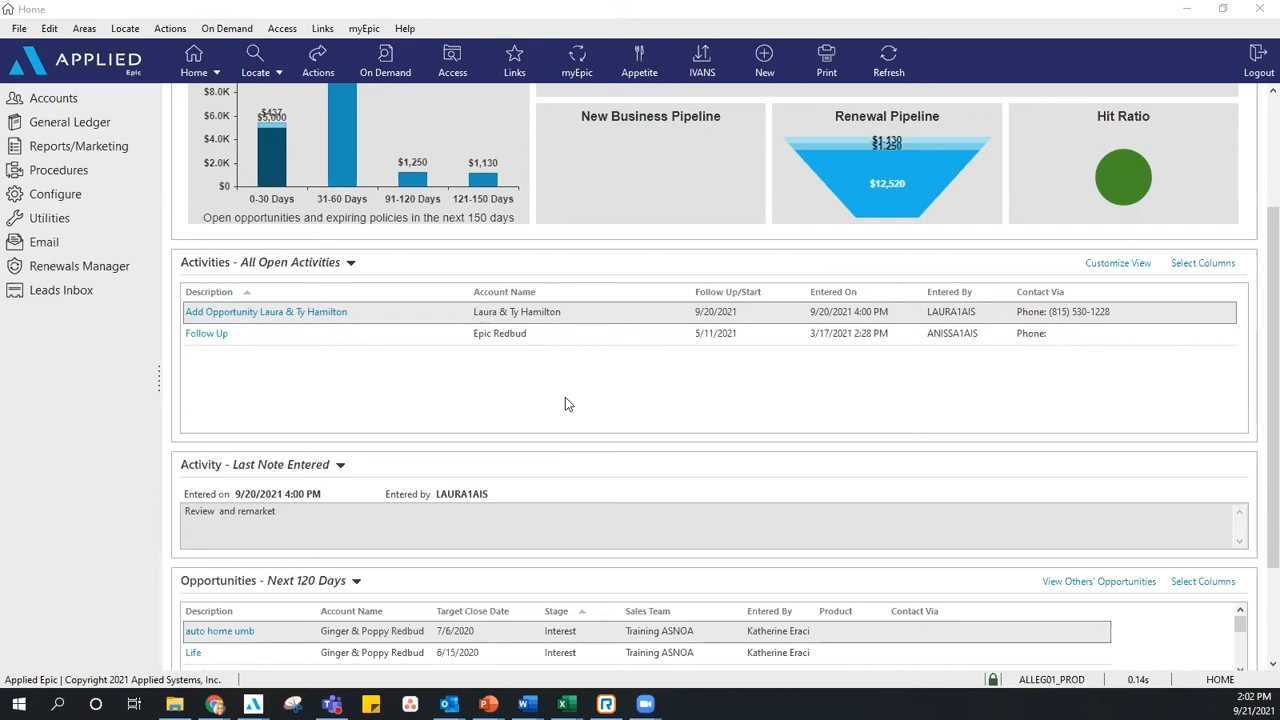 Home
File Edit Areas Locate Actions On Demand Access Links myEpic Help
APPLIED Epic
Home Locate Actions On Demand Access Links myEpic Appetite IVANS New Print Refresh Logout
Accounts
General Ledger
Reports/Marketing
Procedures
Configure
Utilities
Email
Renewals Manager
Leads Inbox
$8.0K
$6.0K
$4.0K
$2.0K
$0
$437
$5,000
$1,250
$1,130
0-30 Days 31-60 Days 91-120 Days 121-150 Days
Open opportunities and expiring policies in the next 150 days
New Business Pipeline
Renewal Pipeline
$1,130
$1,250
$12,520
Hit Ratio
Activities - All Open Activities
Customize View Select Columns
Description Account Name Follow Up/Start Entered On Entered By Contact Via
Add Opportunity Laura & Ty Hamilton Laura & Ty Hamilton 9/20/2021 9/20/2021 4:00 PM LAURA1AIS Phone: (815) 530-1228
Follow Up Epic Redbud 5/11/2021 3/17/2021 2:28 PM ANISSA1AIS Phone:
Activity - Last Note Entered
Entered on 9/20/2021 4:00 PM Entered by LAURA1AIS
Review and remarket
Opportunities - Next 120 Days
View Others' Opportunities Select Columns
Description Account Name Target Close Date Stage Sales Team Entered By Product Contact Via
auto home umb Ginger & Poppy Redbud 7/6/2020 Interest Training ASNOA Katherine Eraci
Life Ginger & Poppy Redbud 6/15/2020 Interest Training ASNOA Katherine Eraci
Applied Epic | Copyright 2021 Applied Systems, Inc. ALLEG01_PROD 0.14s HOME
2:02 PM
9/21/2021